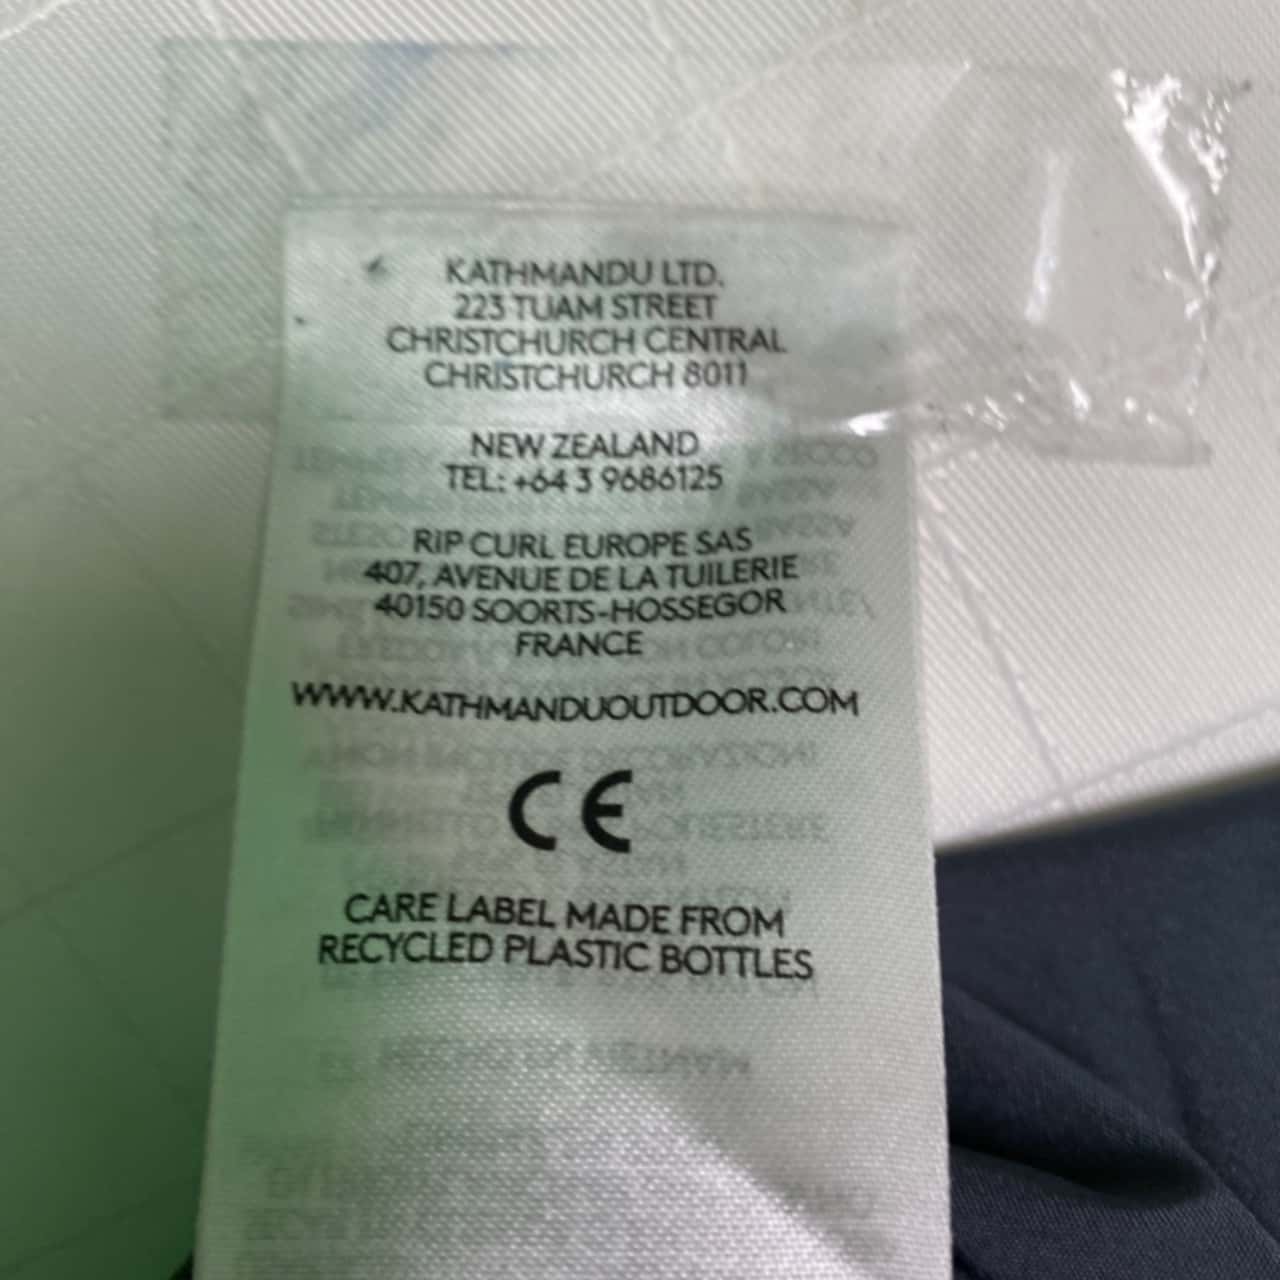 KATHMANDU LTD.
223 TUAM STREET
CHRISTCHURCH CENTRAL
CHRISTCHURCH 8011
NEW ZEALAND
TEL: +64 3 9686125
RIP CURL EUROPE SAS
407, AVENUE DE LA TUILERIE
40150 SOORTS-HOSSEGOR
FRANCE
WWW.KATHMANDUOUTDOOR.COM
CE
CARE LABEL MADE FROM
RECYCLED PLASTIC BOTTLES